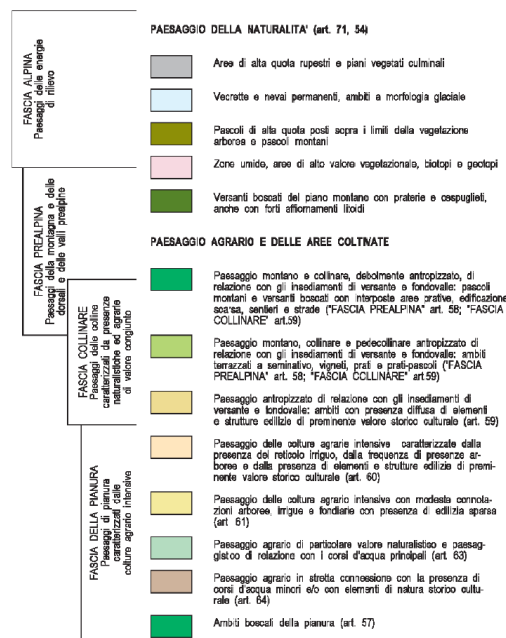 PAESAGGIO DELLA NATURALITA' (art. 71, 54)
FASCIA ALPINA
Paesaggi delle energie
di rilievo
Aree di alta quota rupestri e piani vegetati culminali
Vecrette e nevai permanenti, ambiti a morfologia glaciale
Pascoli di alta quota posti sopra i limiti della vegetazione
arborea e pascoli montani
Zone umide, aree di alto valore vegetazionale, biotopi e geotopi
Versanti boscati del piano montano con praterie e cespuglieti,
anche con forti affiornamenti litoidi
FASCIA PREALPINA
Paesaggi della montagna e delle
dorsali e delle valli prealpine
PAESAGGIO AGRARIO E DELLE AREE COLTIVATE
Paesaggio montano e collinare, debolmente antropizzato, di
relazione con gli insediamenti di versante e fondovalle: pascoli
montani e versanti boscati con interposte aree prative, edificazione
scarsa, sentieri e strade ("FASCIA PREALPINA" art. 58; "FASCIA
COLLINARE" art.59)
FASCIA COLLINARE
Paesaggi delle colline
caratterizzati da presenze
naturalistiche ed agrarie
di valore congiunto
Paesaggio montano, collinare e pedecollinare antropizzato di
relazione con gli insediamenti di versante e fondovalle: ambiti
terrazzati a seminativo, vigneti, prati e prati-pascoli ("FASCIA
PREALPINA" art. 58; "FASCIA COLLINARE" art 59)
Paesaggio antropizzato di relazione con gli insediamenti di
versante e fondovalle: ambiti con presenza diffusa di elementi
e strutture edilizie di preminente valore storico culturale (art. 59)
FASCIA DELLA PIANURA
Paesaggi di pianura
caratterizzati dalle
colture agrario intensive
Paesaggio delle colture agrarie intensive caratterizzate dalla
presenza del reticolo irriguo, dalla frequenza di presenze ar-
boree e dalla presenza di elementi e strutture edilizie di premi-
nente valore storico culturale (art. 60)
Paesaggio delle coltura agrario intensive con modesta connota-
zioni arboree, irrigue e fondiarie con presenza di edilizia sparsa
(art 61)
Paesaggio agrario di particolare valore naturalistico e paesag-
gistico di relazione con i corsi d'acqua principali (art. 63)
Paesaggio agrario in stretta connessione con la presenza di
corsi d'acqua minori e/o con elementi di natura storico cultu-
rale (art. 64)
Ambiti boscati della pianura (art. 57)